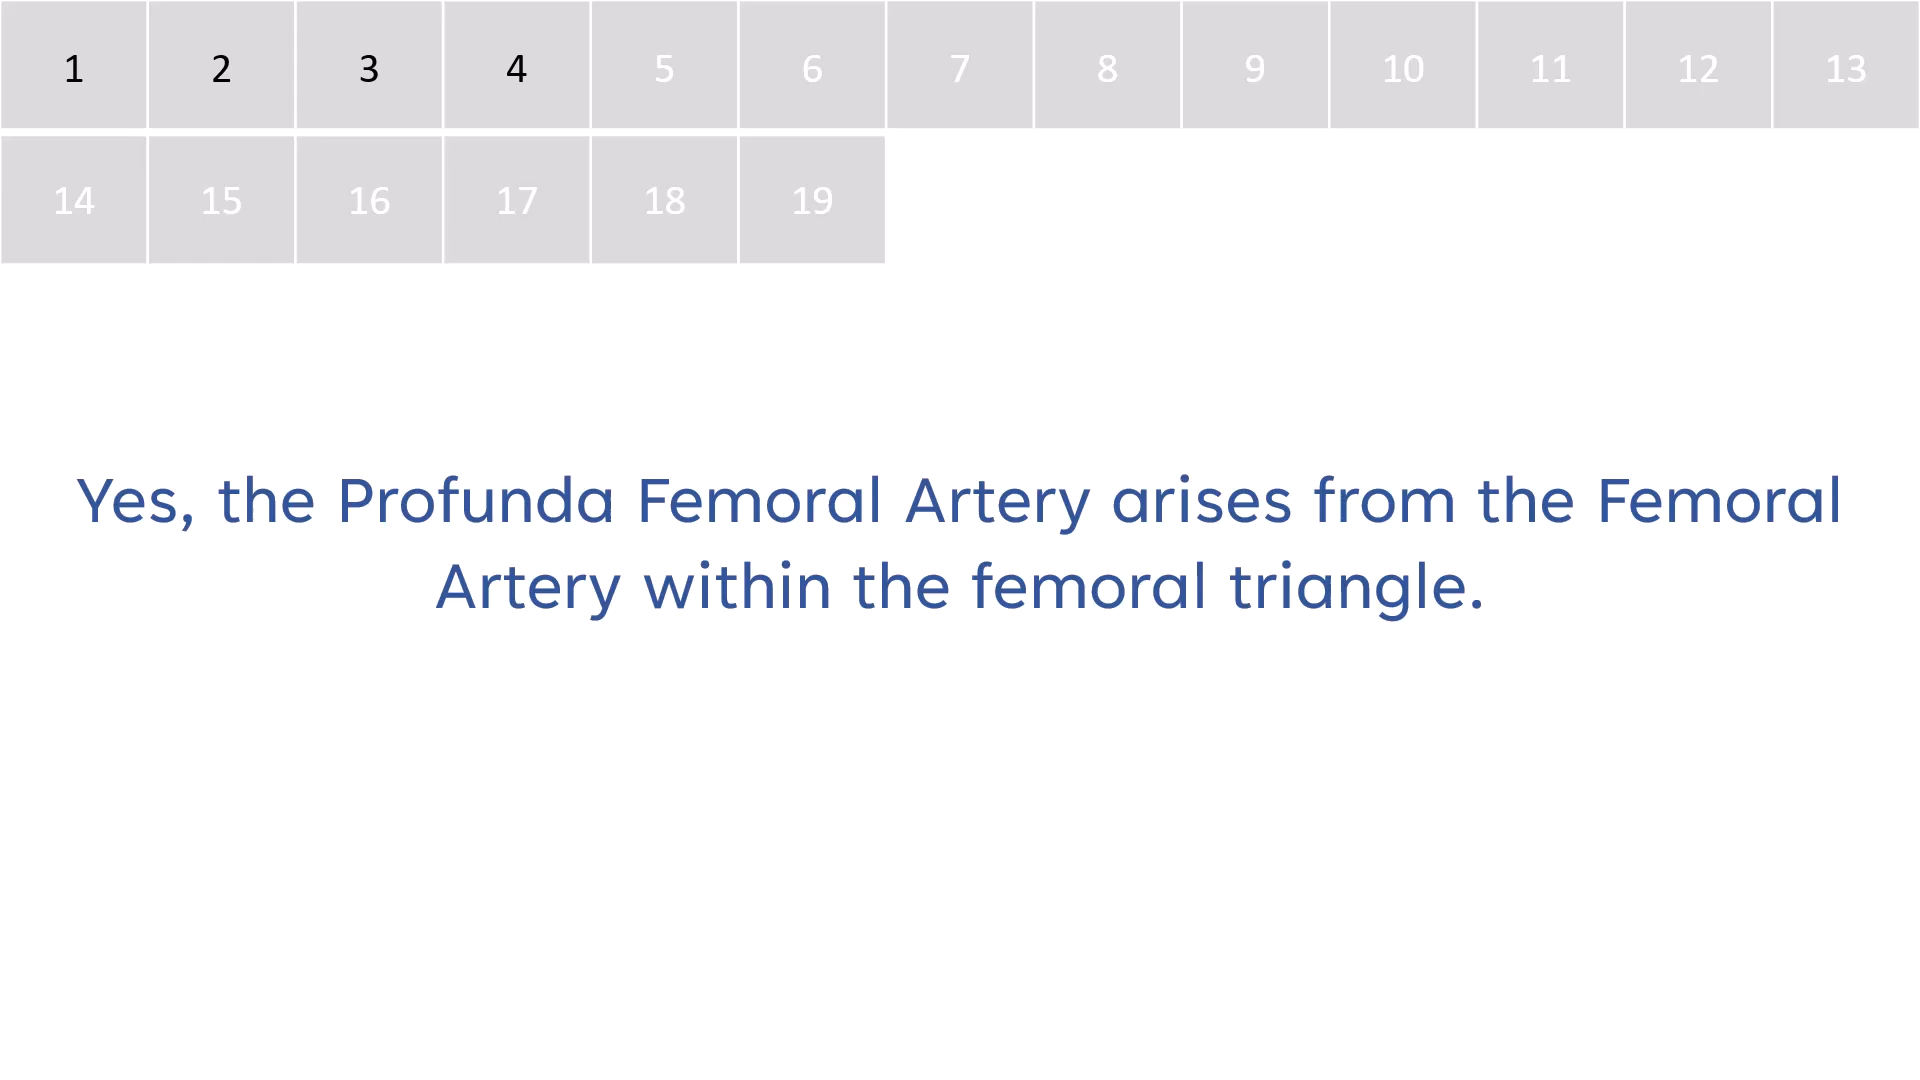 1 2 3 4 5 6 7 8 9 10 11 12 13
14 15 16 17 18 19
Yes, the Profunda Femoral Artery arises from the Femoral
Artery within the femoral triangle.